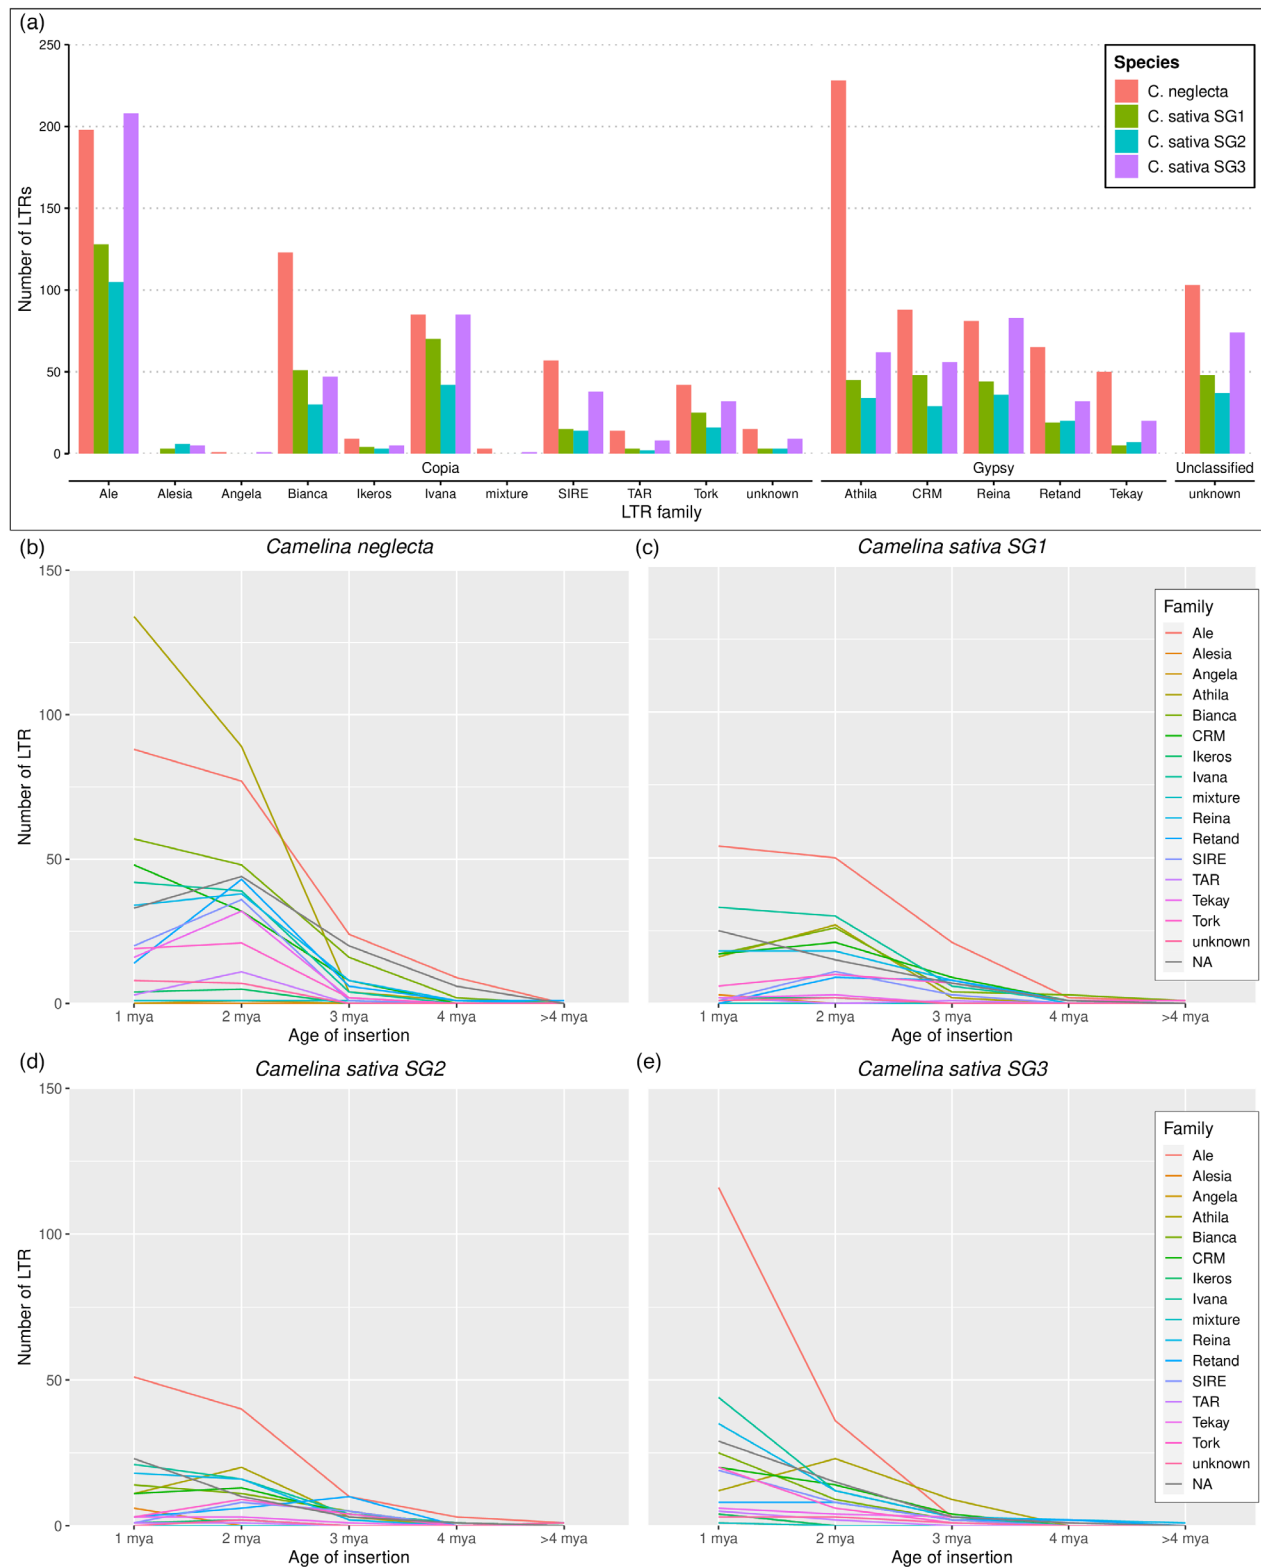 (a)
250
200
150
100
50
0
Number of LTRs
Species
C. neglecta
C. sativa SG1
C. sativa SG2
C. sativa SG3
Copia
Gypsy
Unclassified
Ale
Alesia
Angela
Bianca
Ikeros
Ivana
mixture
SIRE
TAR
Tork
unknown
Athila
CRM
Reina
Retand
Tekay
unknown
LTR family
(b)
Camelina neglecta
150
100
50
0
Number of LTR
1 mya
2 mya
3 mya
4 mya
>4 mya
Age of insertion
(c)
Camelina sativa SG1
Family
Ale
Alesia
Angela
Athila
Bianca
CRM
Ikeros
Ivana
mixture
Reina
Retand
SIRE
TAR
Tekay
Tork
unknown
NA
1 mya
2 mya
3 mya
4 mya
>4 mya
Age of insertion
(d)
Camelina sativa SG2
150
100
50
0
Number of LTR
1 mya
2 mya
3 mya
4 mya
>4 mya
Age of insertion
(e)
Camelina sativa SG3
Family
Ale
Alesia
Angela
Athila
Bianca
CRM
Ikeros
Ivana
mixture
Reina
Retand
SIRE
TAR
Tekay
Tork
unknown
NA
1 mya
2 mya
3 mya
4 mya
>4 mya
Age of insertion